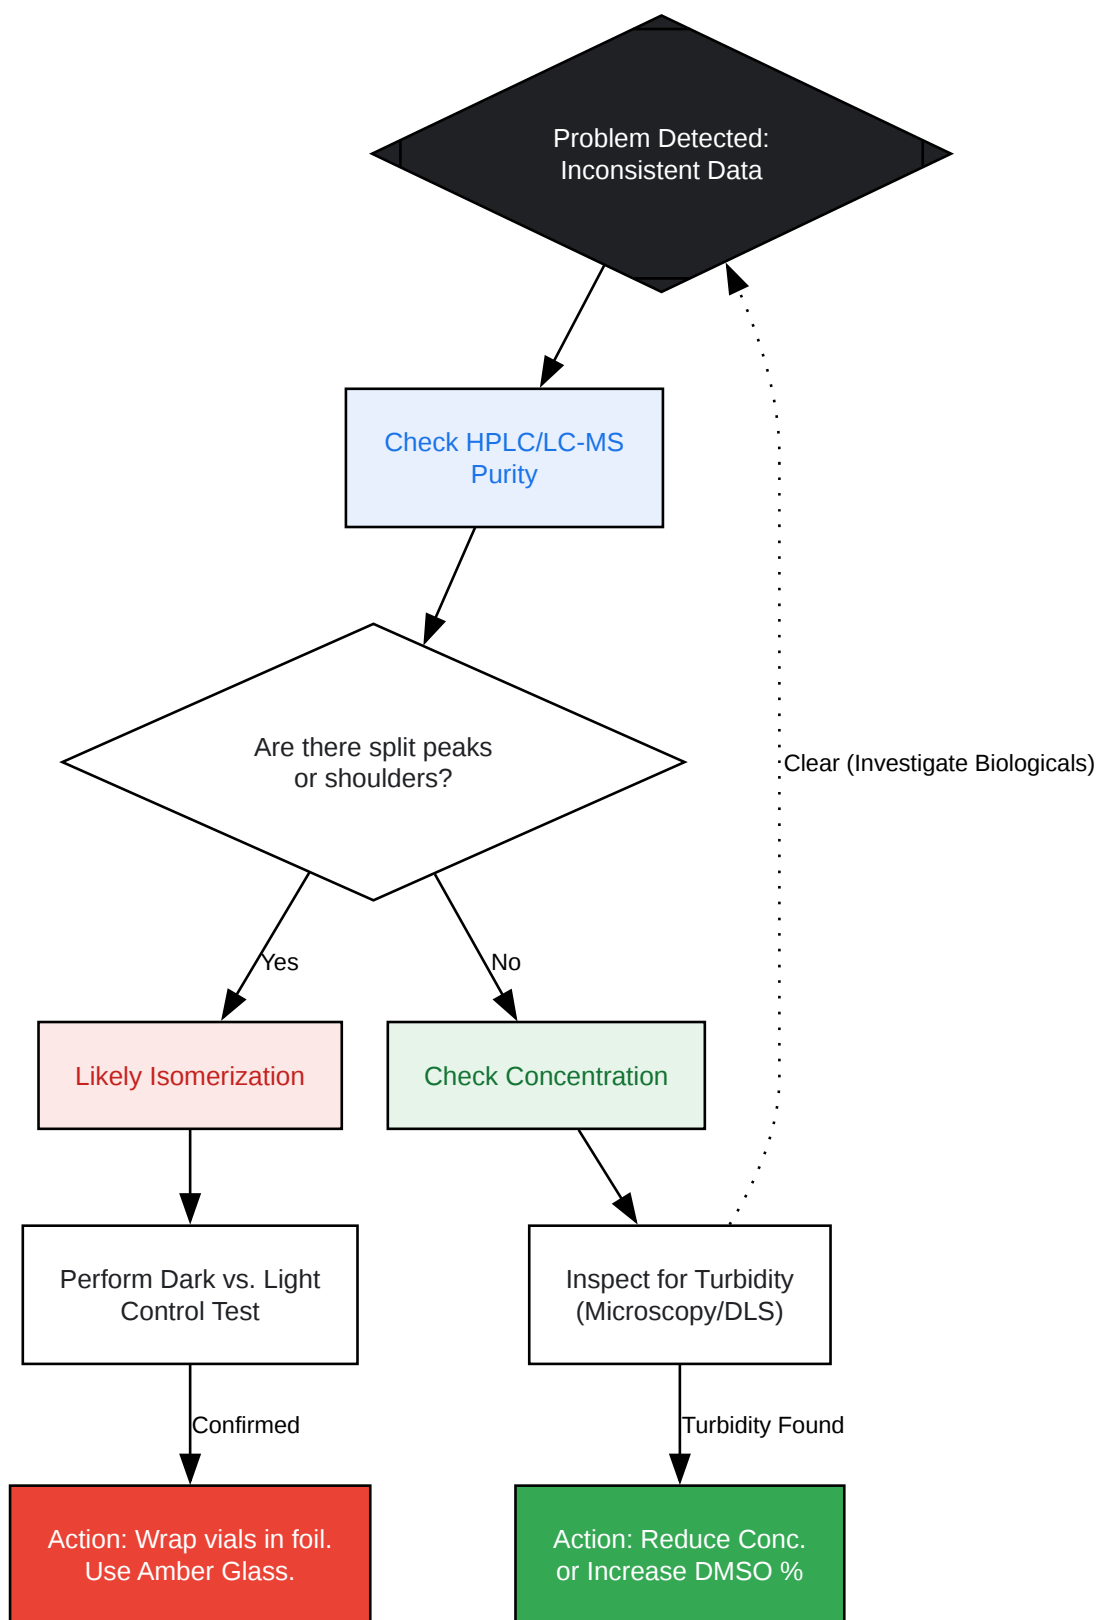 Problem Detected:
Inconsistent Data
Check HPLC/LC-MS
Purity
Are there split peaks
or shoulders?
Clear (Investigate Biologicals)
Yes
No
Likely Isomerization
Check Concentration
Perform Dark vs. Light
Control Test
Inspect for Turbidity
(Microscopy/DLS)
Confirmed
Turbidity Found
Action: Wrap vials in foil.
Use Amber Glass.
Action: Reduce Conc.
or Increase DMSO %